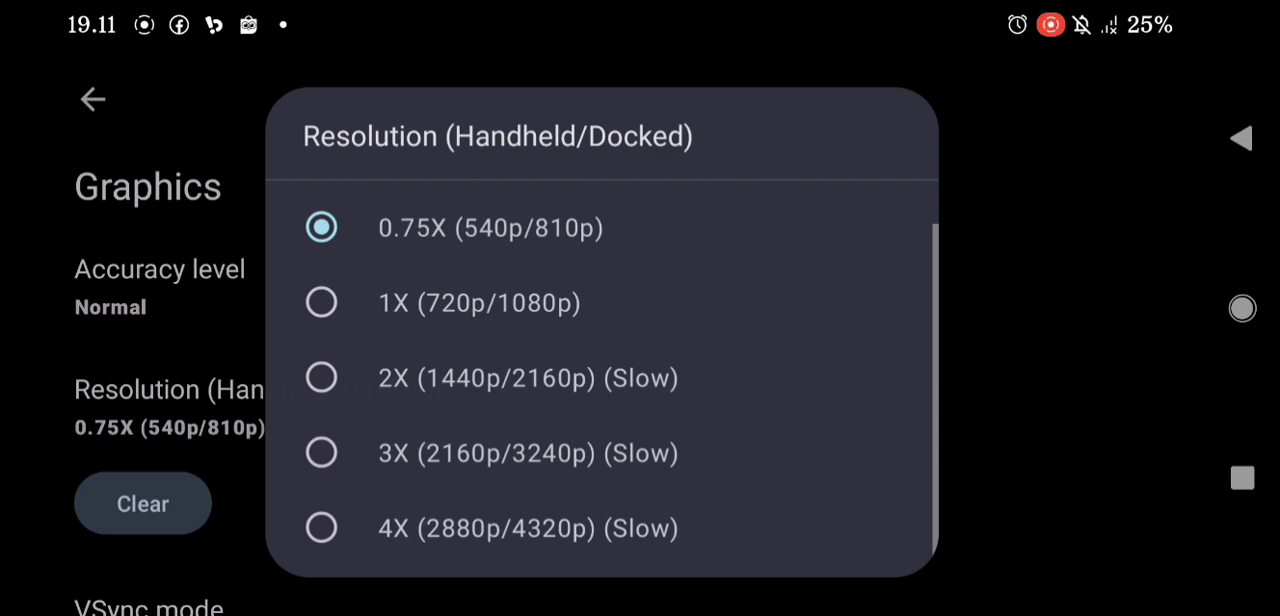 19.11
25%
Resolution (Handheld/Docked)
Graphics
0.75X (540p/810p)
Accuracy level
Normal
1X (720p/1080p)
2X (1440p/2160p) (Slow)
Resolution (Han
0.75X (540p/810p)
3X (2160p/3240p) (Slow)
Clear
4X (2880p/4320p) (Slow)
VSync mode